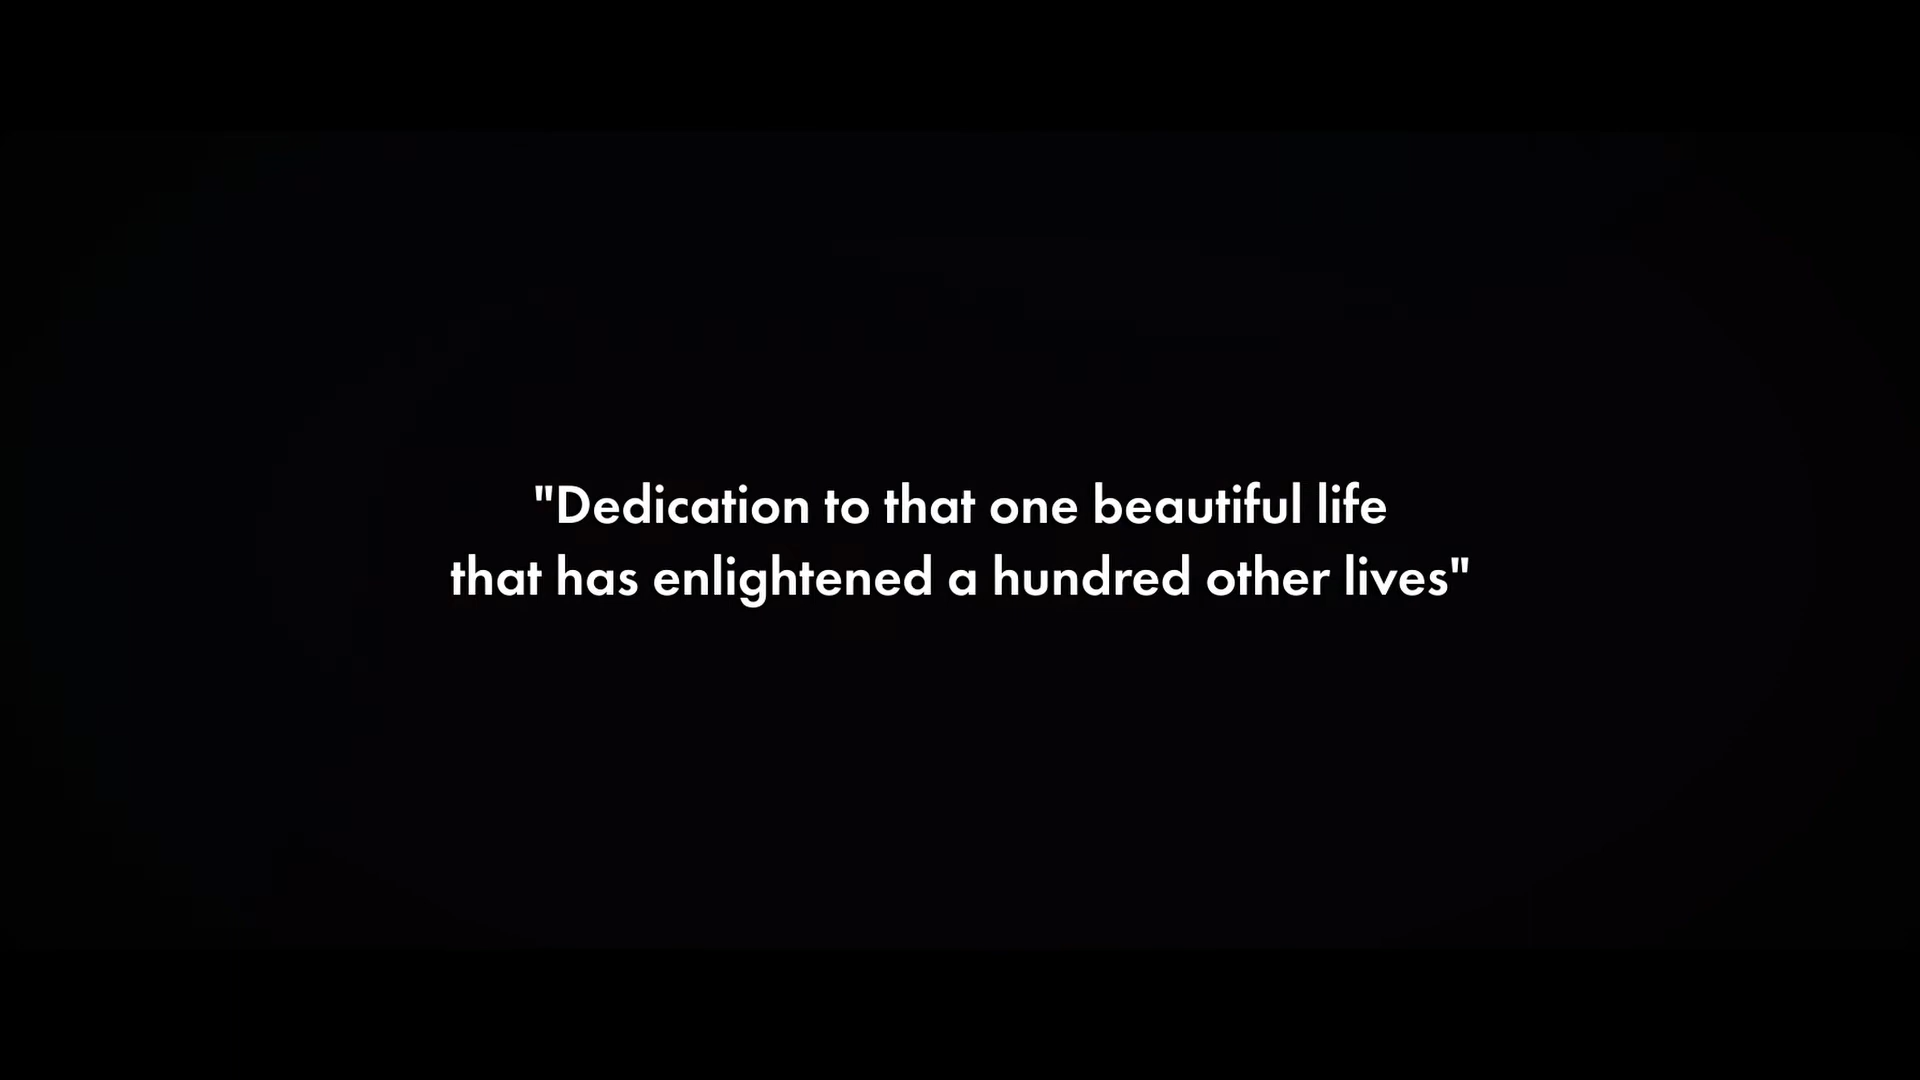 "Dedication to that one beautiful life
that has enlightened a hundred other lives"